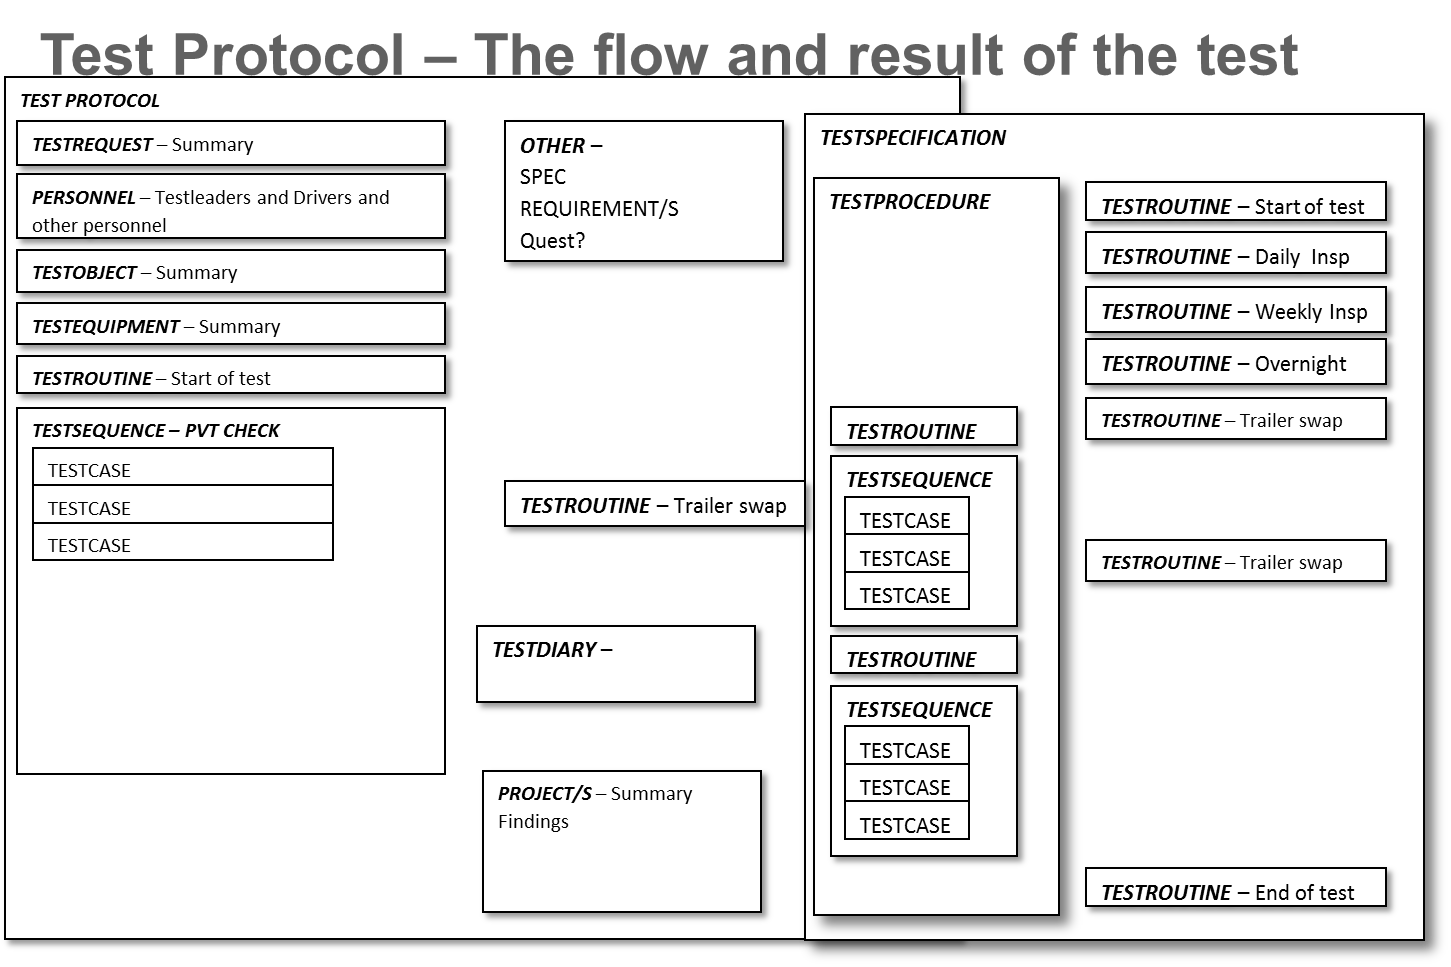 Test Protocol – The flow and result of the test
TEST PROTOCOL
TESTREQUEST – Summary
PERSONNEL – Testleaders and Drivers and
other personnel
TESTOBJECT – Summary
TESTEQUIPMENT – Summary
TESTROUTINE – Start of test
TESTSEQUENCE – PVT CHECK
TESTCASE
TESTCASE
TESTCASE
OTHER –
SPEC
REQUIREMENT/S
Quest?
TESTROUTINE – Trailer swap
TESTDIARY –
PROJECT/S – Summary
Findings
TESTSPECIFICATION
TESTPROCEDURE
TESTROUTINE
TESTSEQUENCE
TESTCASE
TESTCASE
TESTCASE
TESTROUTINE
TESTSEQUENCE
TESTCASE
TESTCASE
TESTCASE
TESTROUTINE – Start of test
TESTROUTINE – Daily Insp
TESTROUTINE – Weekly Insp
TESTROUTINE – Overnight
TESTROUTINE – Trailer swap
TESTROUTINE – Trailer swap
TESTROUTINE – End of test